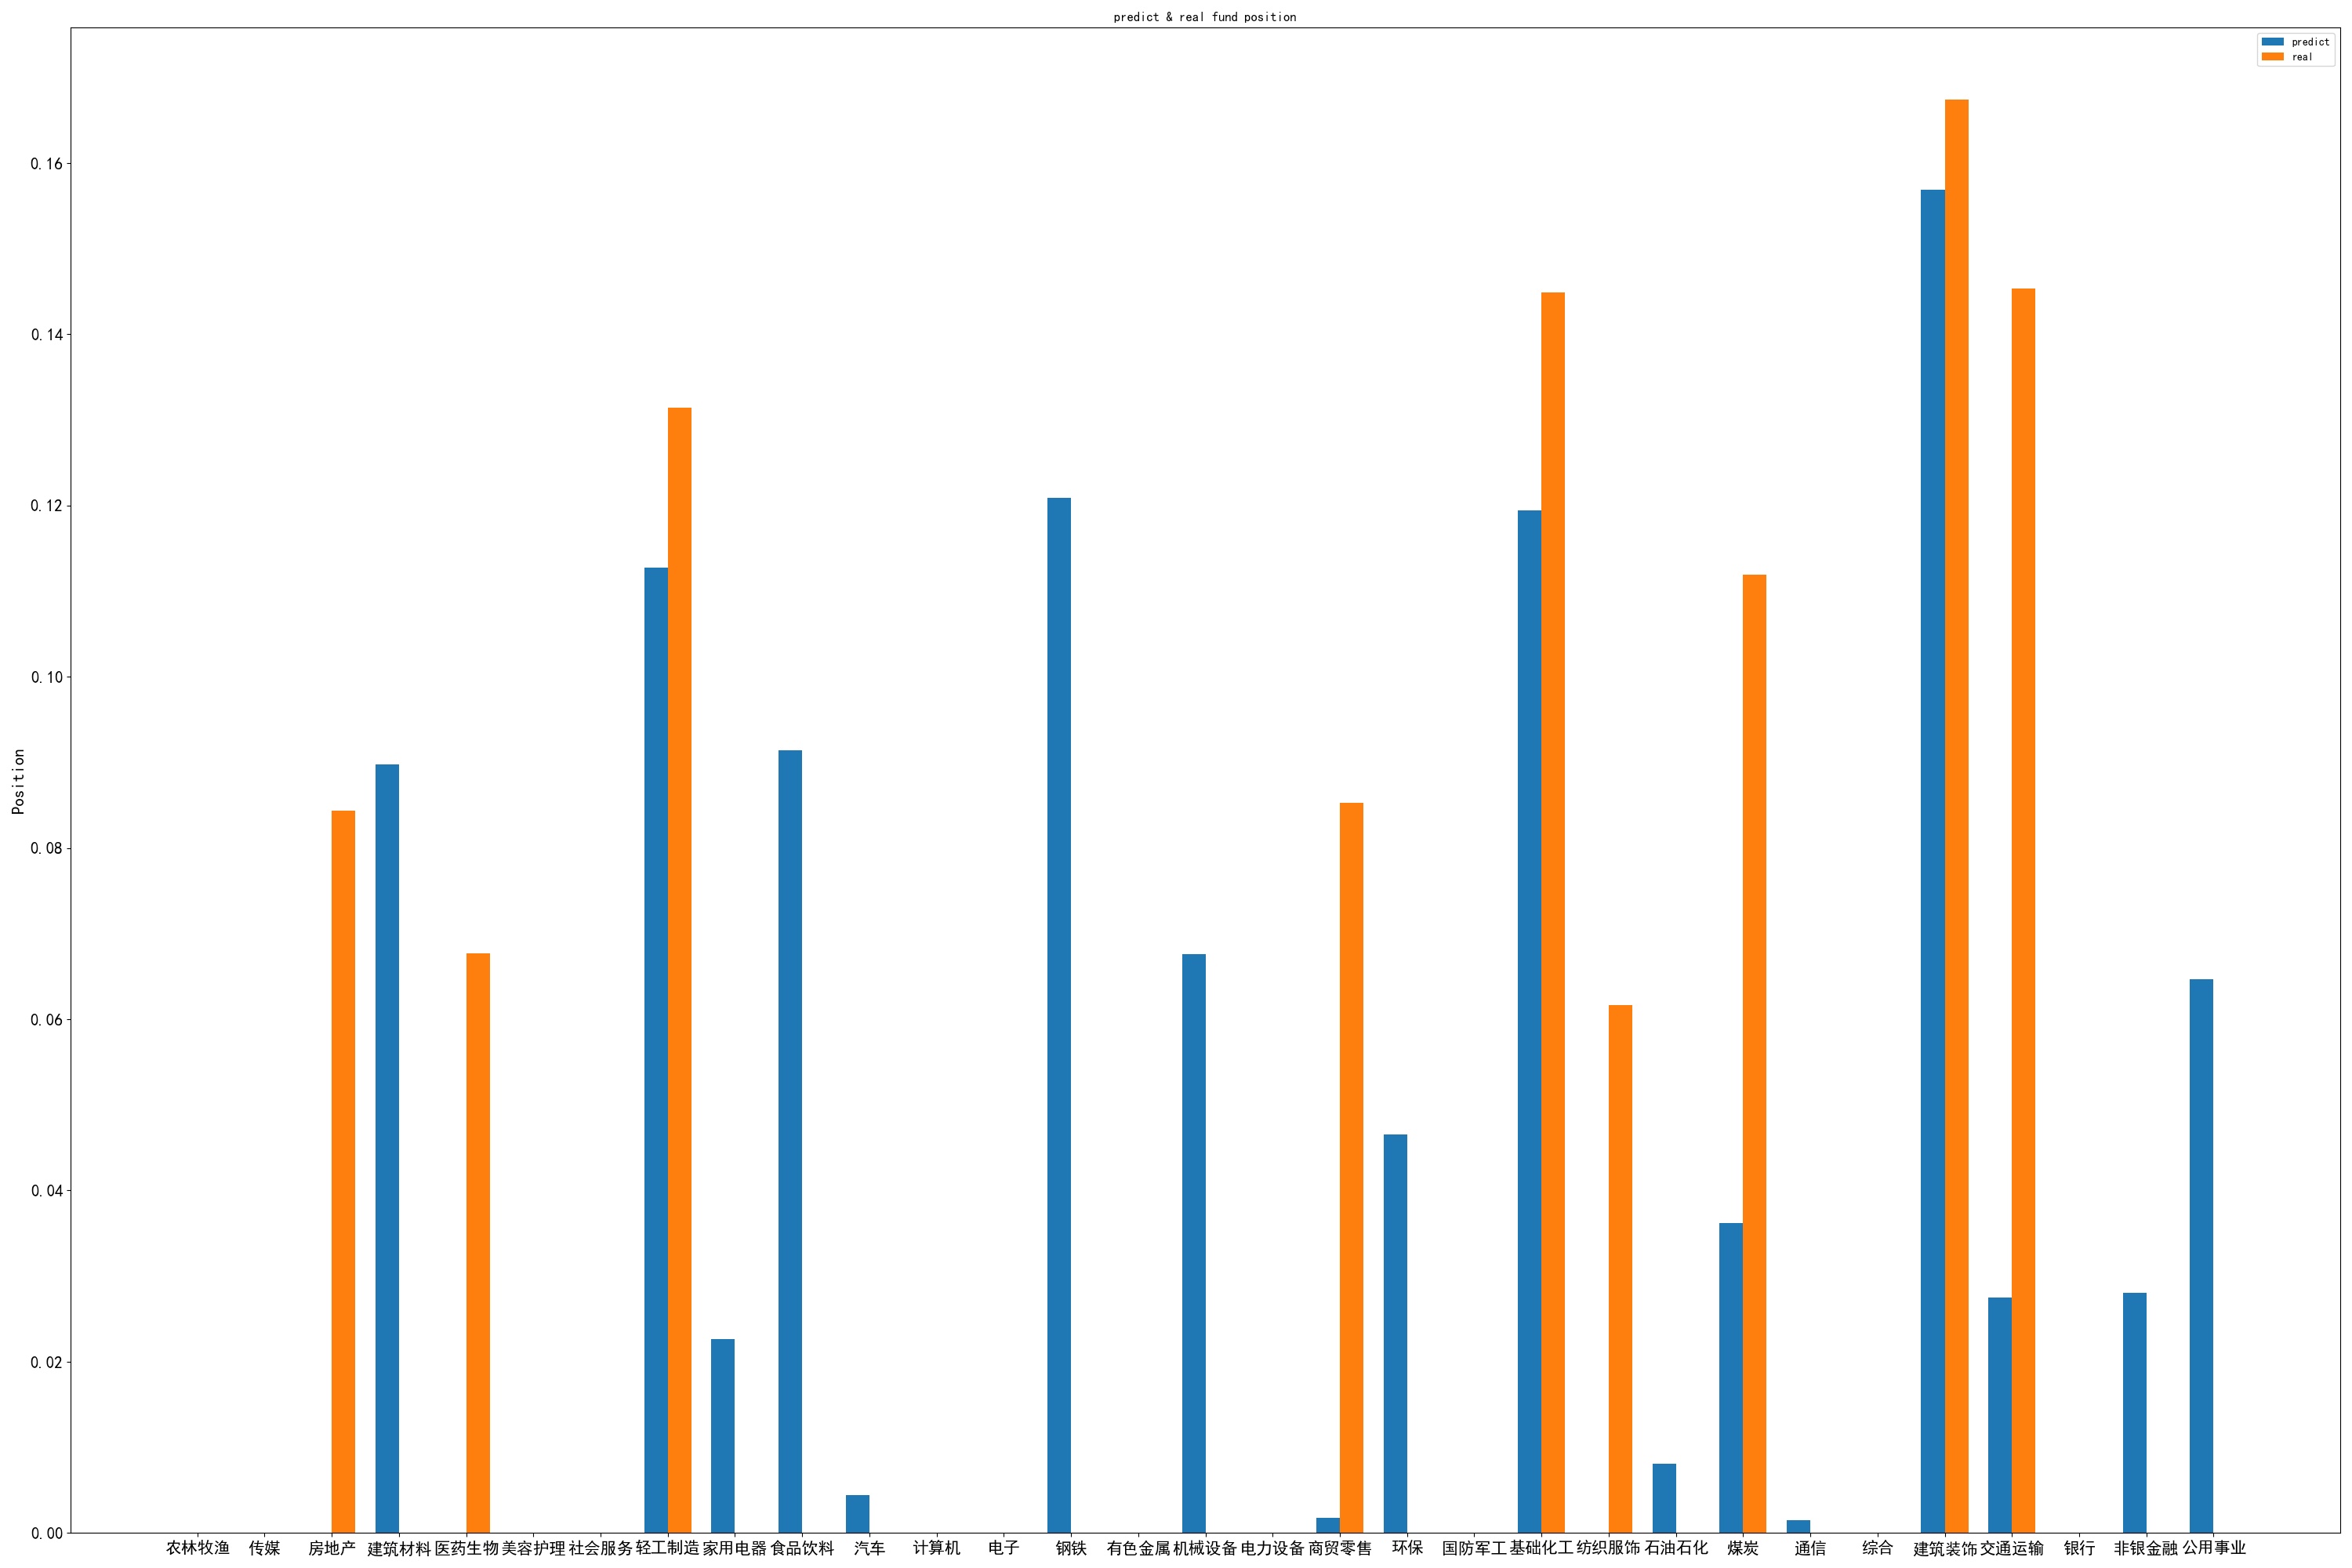 predict & real fund position
predict
real
Position
0.16
0.14
0.12
0.10
0.08
0.06
0.04
0.02
0.00
农林牧渔 传媒 房地产 建筑材料 医药生物 美容护理 社会服务 轻工制造 家用电器 食品饮料 汽车 计算机 电子 钢铁 有色金属 机械设备 电力设备 商贸零售 环保 国防军工 基础化工 纺织服饰 石油石化 煤炭 通信 综合 建筑装饰 交通运输 银行 非银金融 公用事业